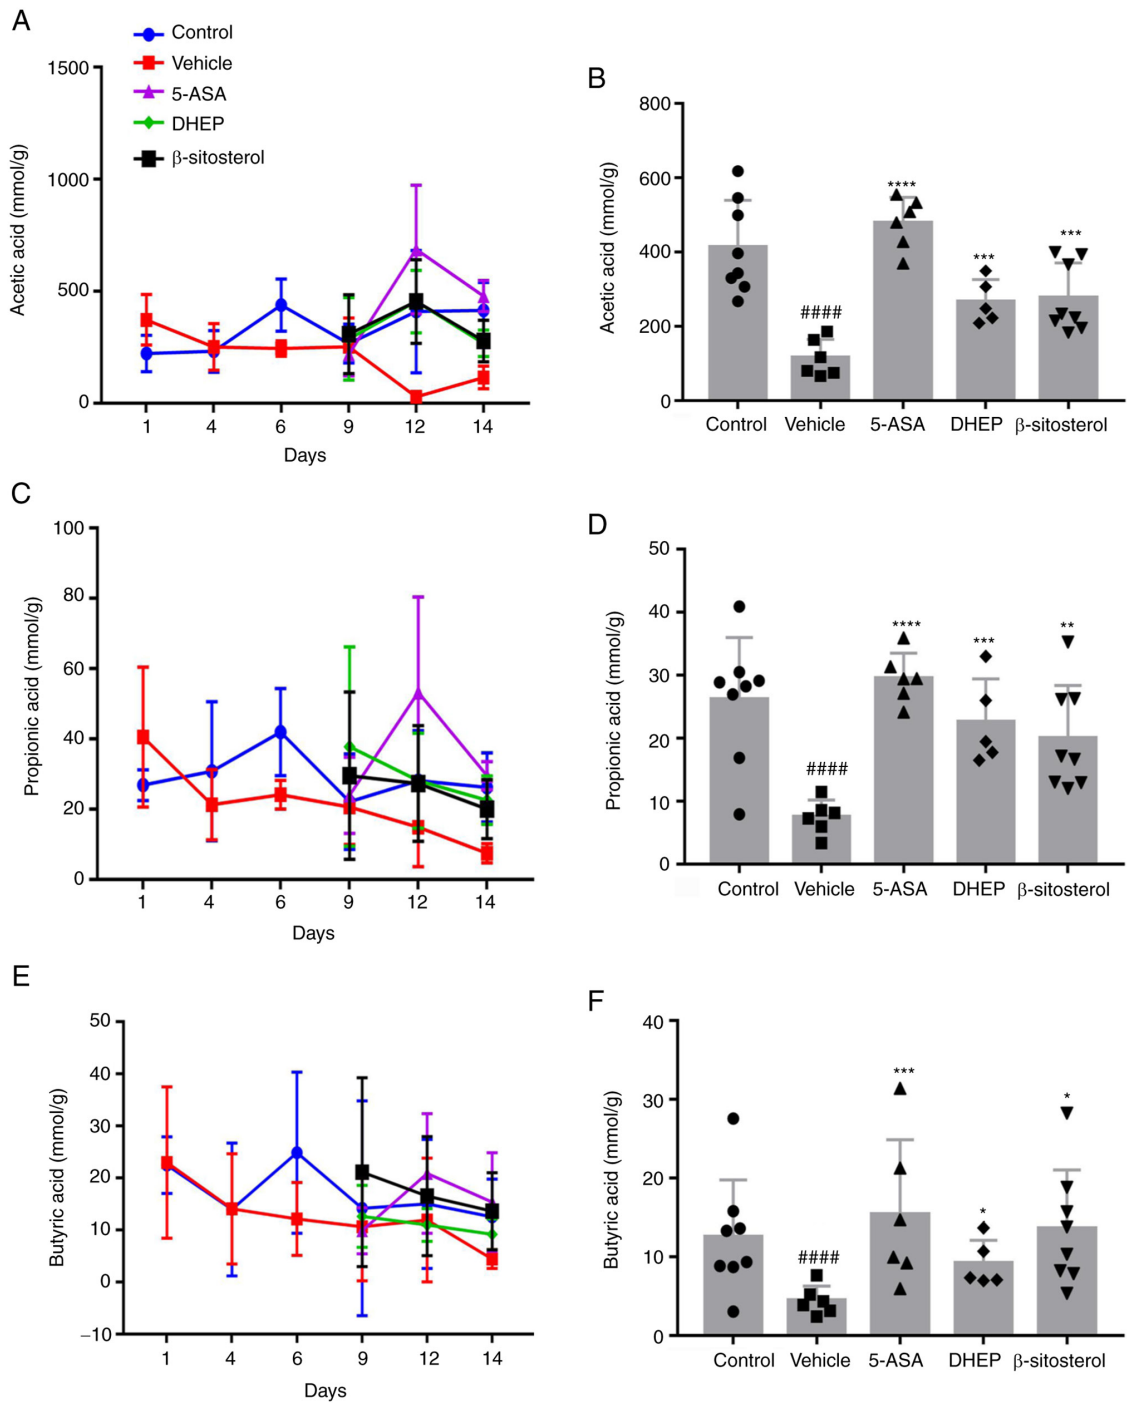 A
Control
Vehicle
5-ASA
DHEP
β-sitosterol
1500
1000
500
0
Acetic acid (mmol/g)
1 4 6 9 12 14
Days
B
800
600
400
200
0
Acetic acid (mmol/g)
####
****
***
***
Control Vehicle 5-ASA DHEP β-sitosterol
C
100
80
60
40
20
0
Propionic acid (mmol/g)
1 4 6 9 12 14
Days
D
50
40
30
20
10
0
Propionic acid (mmol/g)
####
****
***
**
Control Vehicle 5-ASA DHEP β-sitosterol
E
50
40
30
20
10
0
−10
Butyric acid (mmol/g)
1 4 6 9 12 14
Days
F
40
30
20
10
0
Butyric acid (mmol/g)
####
***
*
*
Control Vehicle 5-ASA DHEP β-sitosterol